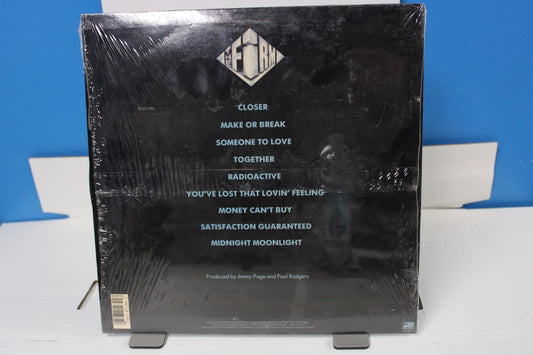 THE FIRM
CLOSER
MAKE OR BREAK
SOMEONE TO LOVE
TOGETHER
RADIOACTIVE
YOU'VE LOST THAT LOVIN' FEELING
MONEY CAN'T BUY
SATISFACTION GUARANTEED
MIDNIGHT MOONLIGHT
Produced by Jimmy Page and Paul Rodgers